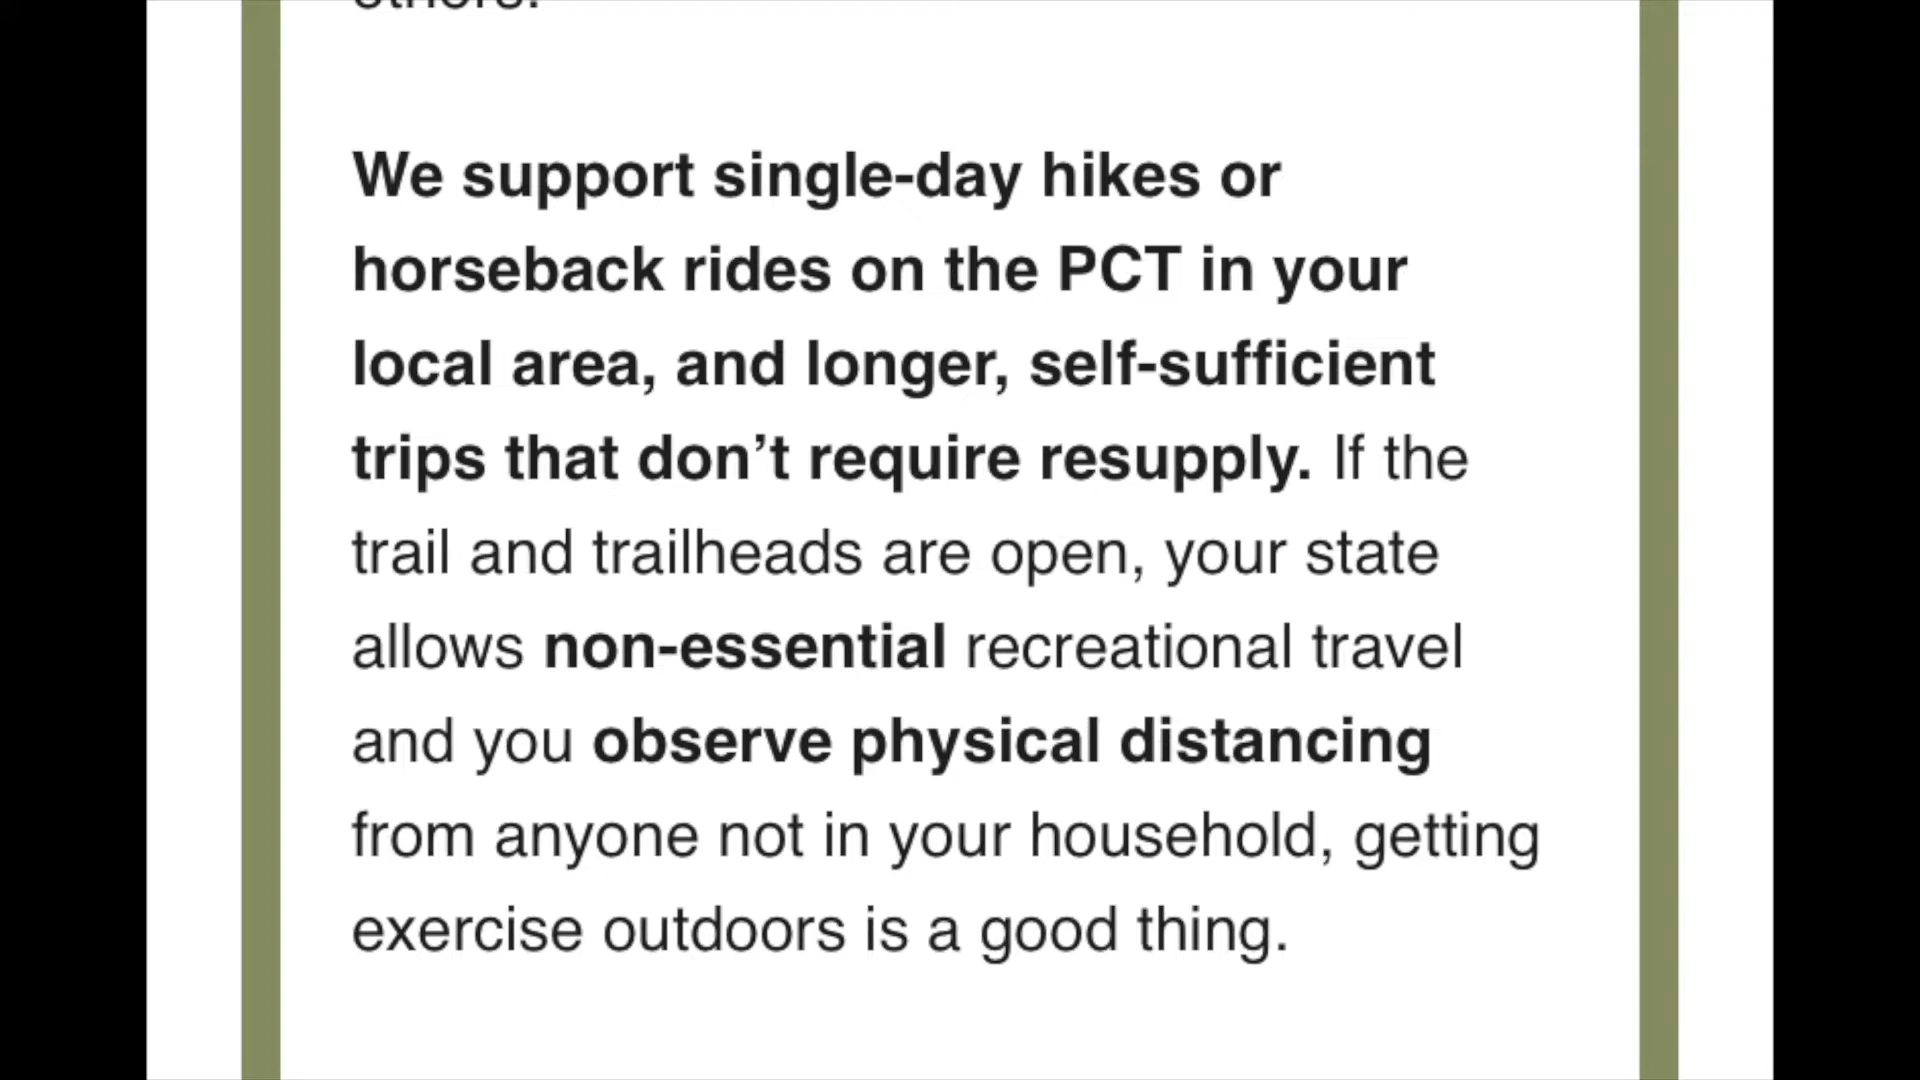 others.
We support single-day hikes or
horseback rides on the PCT in your
local area, and longer, self-sufficient
trips that don’t require resupply. If the
trail and trailheads are open, your state
allows non-essential recreational travel
and you observe physical distancing
from anyone not in your household, getting
exercise outdoors is a good thing.